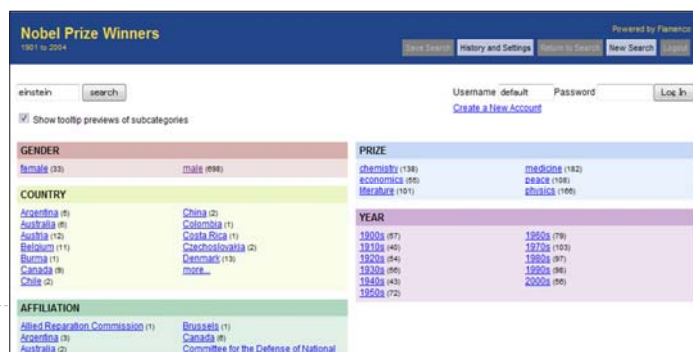 Nobel Prize Winners
1901 to 2004
Powered by Flamenco
Save Search History and Settings Return to Search New Search Logout
einstein search
Username default Password Log In
Create a New Account
Show tooltip previews of subcategories
GENDER
female (33) male (698)
COUNTRY
Argentina (5) China (2)
Australia (6) Colombia (1)
Austria (12) Costa Rica (1)
Belgium (11) Czechoslovakia (2)
Burma (1) Denmark (13)
Canada (9) more...
Chile (2)
AFFILIATION
Allied Reparation Commission (1) Brussels (1)
Argentina (3) Canada (6)
Australia (2) Committee for the Defense of National
PRIZE
chemistry (138) medicine (182)
economics (55) peace (108)
literature (101) physics (166)
YEAR
1900s (57) 1960s (79)
1910s (40) 1970s (103)
1920s (54) 1980s (97)
1930s (56) 1990s (98)
1940s (43) 2000s (56)
1950s (72)